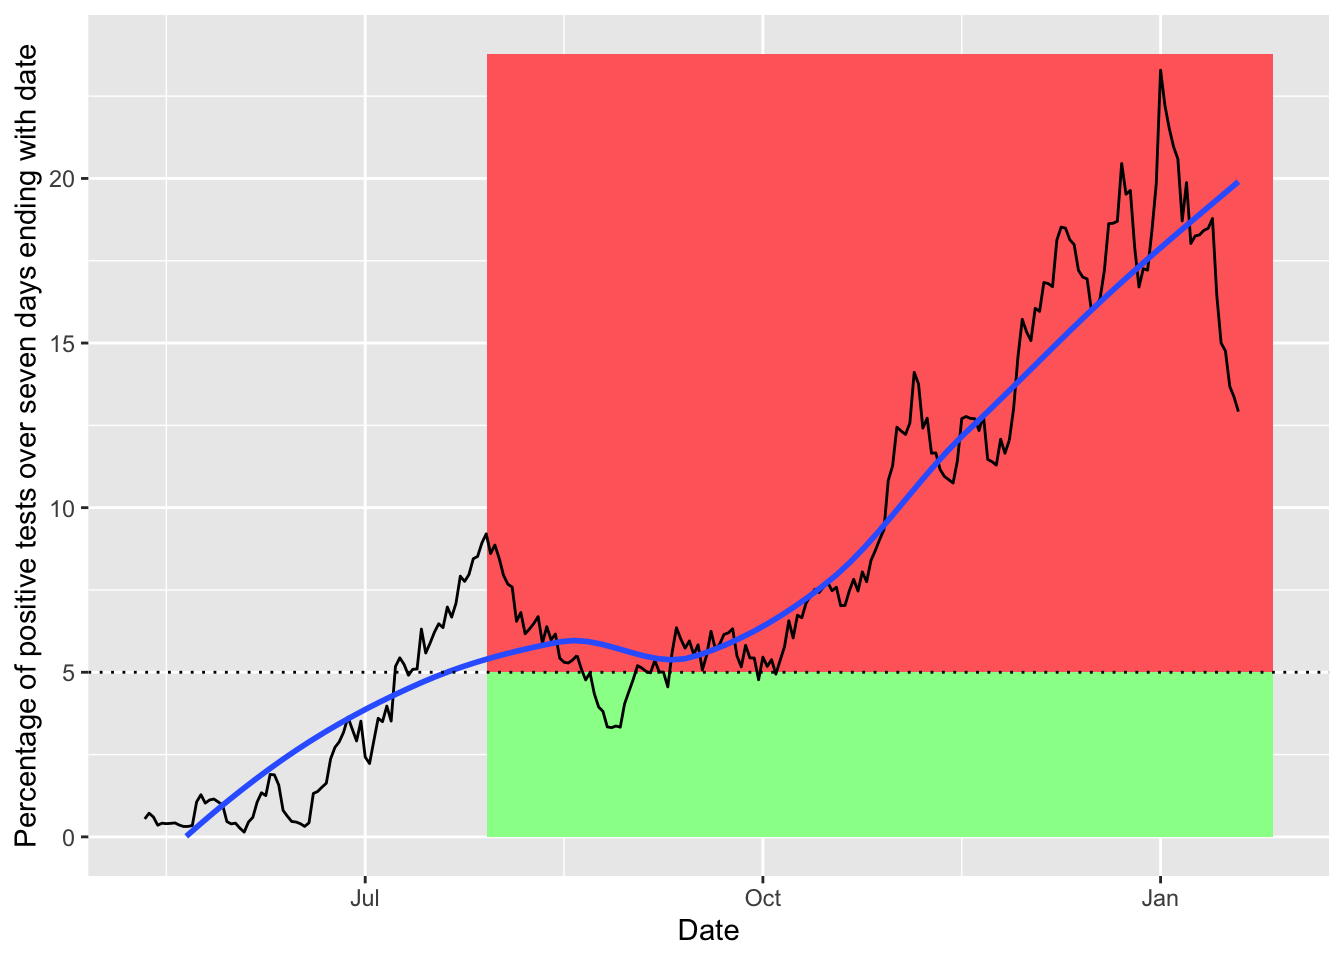 Percentage of positive tests over seven days ending with date
20
15
10
5
0
Jul
Oct
Jan
Date